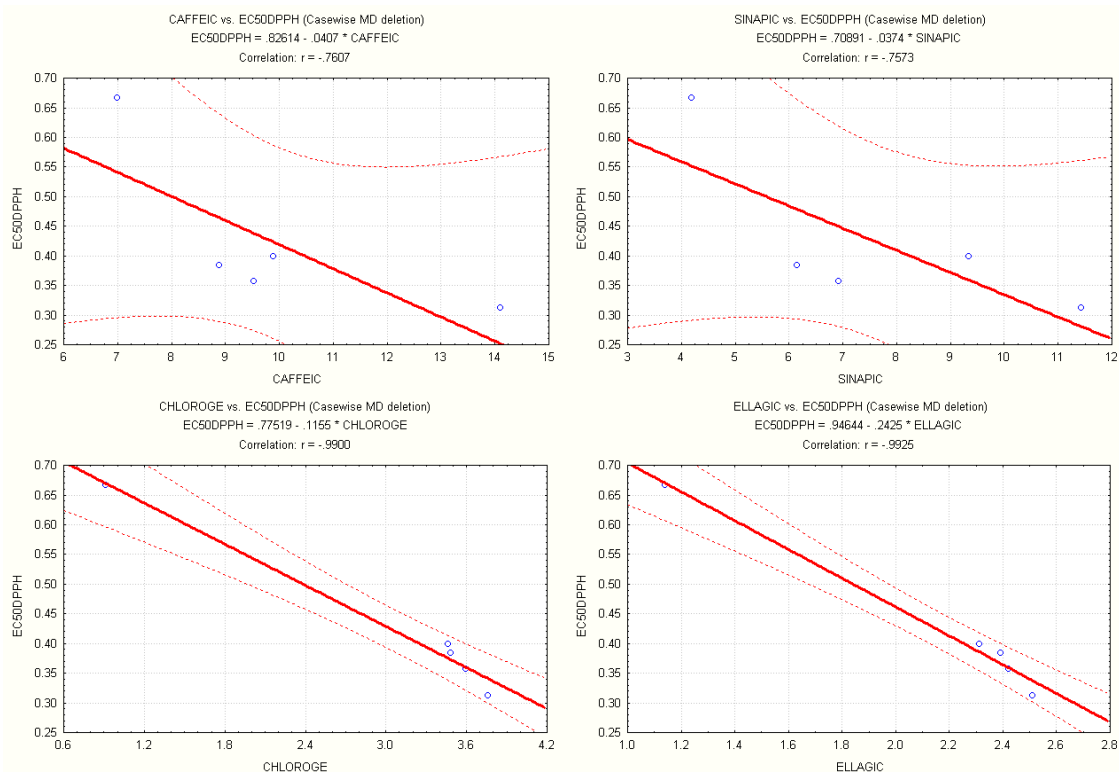 CAFFEIC vs. EC50DPPH (Casewise MD deletion)
EC50DPPH = .82614 - .0407 * CAFFEIC
Correlation: r = -.7607
0.70
0.65
0.60
0.55
0.50
0.45
0.40
0.35
0.30
0.25
EC50DPPH
6 7 8 9 10 11 12 13 14 15
CAFFEIC
SINAPIC vs. EC50DPPH (Casewise MD deletion)
EC50DPPH = .70891 - .0374 * SINAPIC
Correlation: r = -.7573
0.70
0.65
0.60
0.55
0.50
0.45
0.40
0.35
0.30
0.25
EC50DPPH
3 4 5 6 7 8 9 10 11 12
SINAPIC
CHLOROGE vs. EC50DPPH (Casewise MD deletion)
EC50DPPH = .77519 - .1155 * CHLOROGE
Correlation: r = -.9900
0.70
0.65
0.60
0.55
0.50
0.45
0.40
0.35
0.30
0.25
EC50DPPH
0.6 1.2 1.8 2.4 3.0 3.6 4.2
CHLOROGE
ELLAGIC vs. EC50DPPH (Casewise MD deletion)
EC50DPPH = .94644 - .2425 * ELLAGIC
Correlation: r = -.9925
0.70
0.65
0.60
0.55
0.50
0.45
0.40
0.35
0.30
0.25
EC50DPPH
1.0 1.2 1.4 1.6 1.8 2.0 2.2 2.4 2.6 2.8
ELLAGIC